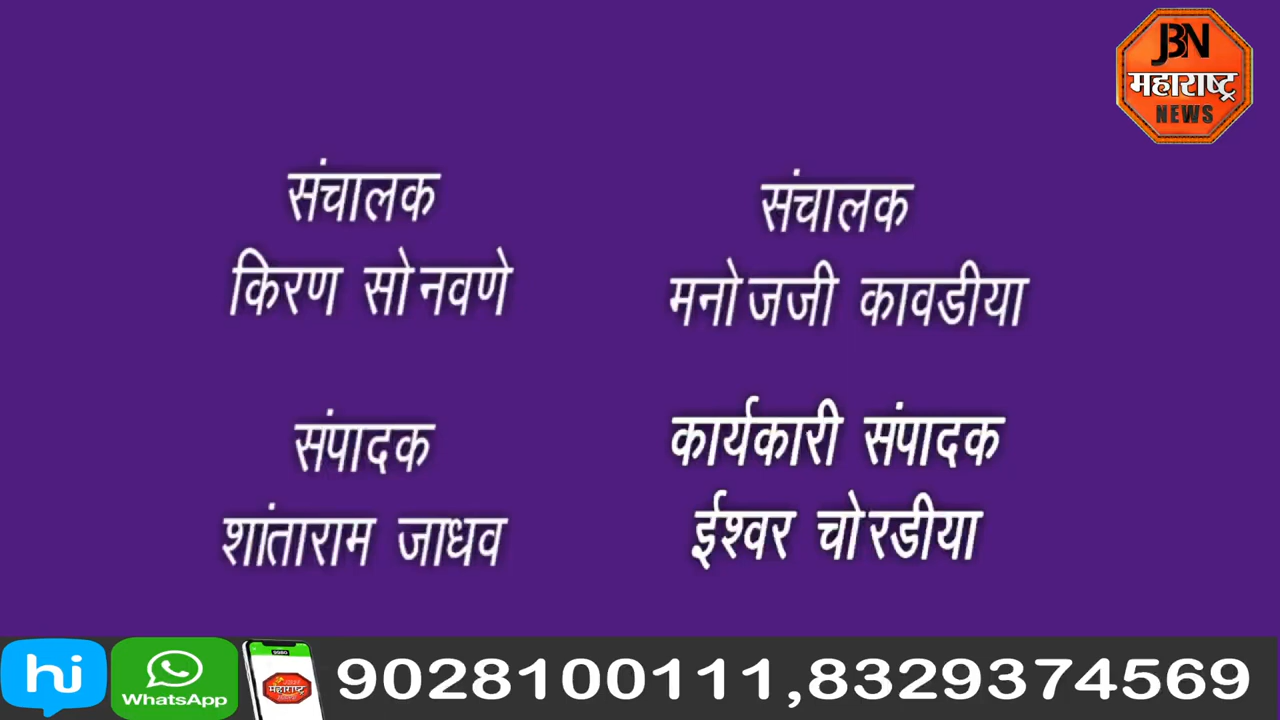 JBN
महाराष्ट्र
NEWS
संचालक
किरण सोनवणे
संचालक
मनोजजी कावडीया
संपादक
शांताराम जाधव
कार्यकारी संपादक
ईश्वर चोरडीया
hi
WhatsApp
महाराष्ट्र
9028100111,8329374569